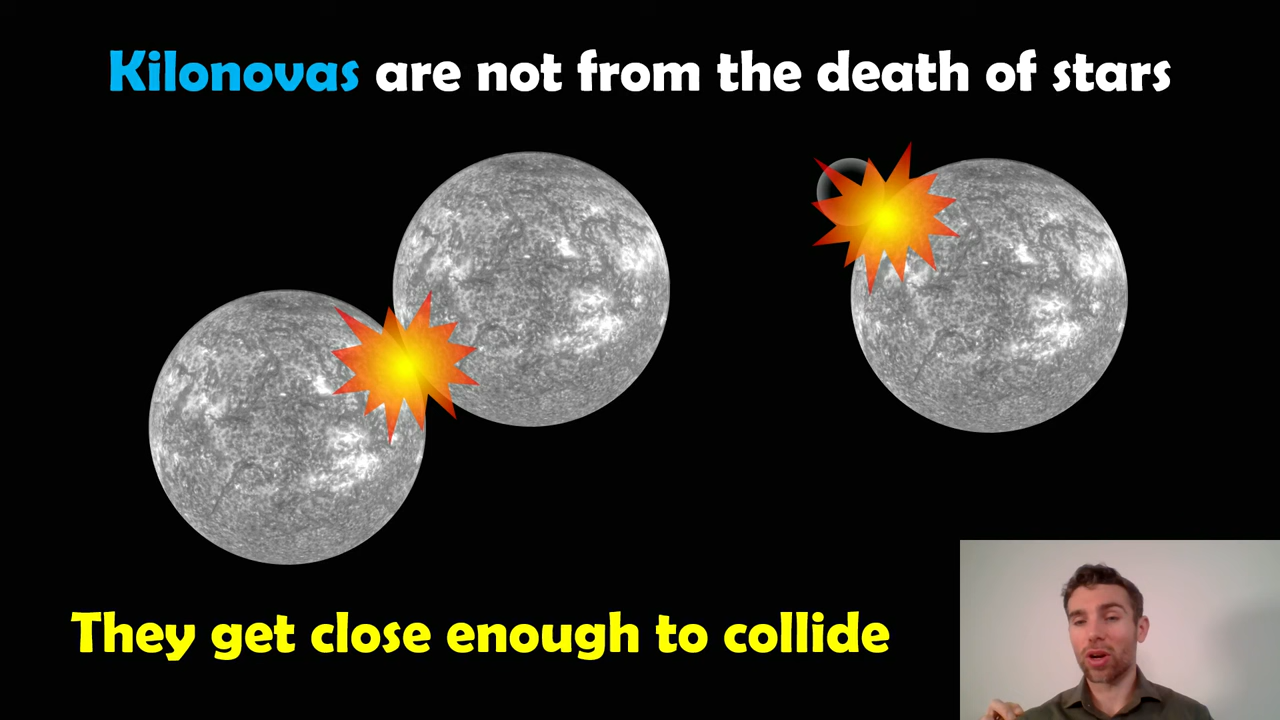 Kilonovas are not from the death of stars
They get close enough to collide